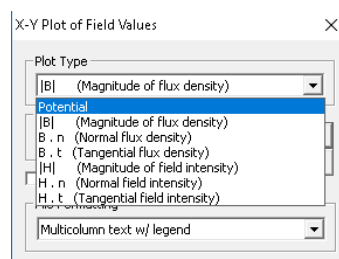 X-Y Plot of Field Values
Plot Type
|B| (Magnitude of flux density)
Potential
|B| (Magnitude of flux density)
B . n (Normal flux density)
B . t (Tangential flux density)
|H| (Magnitude of field intensity)
H . n (Normal field intensity)
H . t (Tangential field intensity)
Formatting
Multicolumn text w/ legend